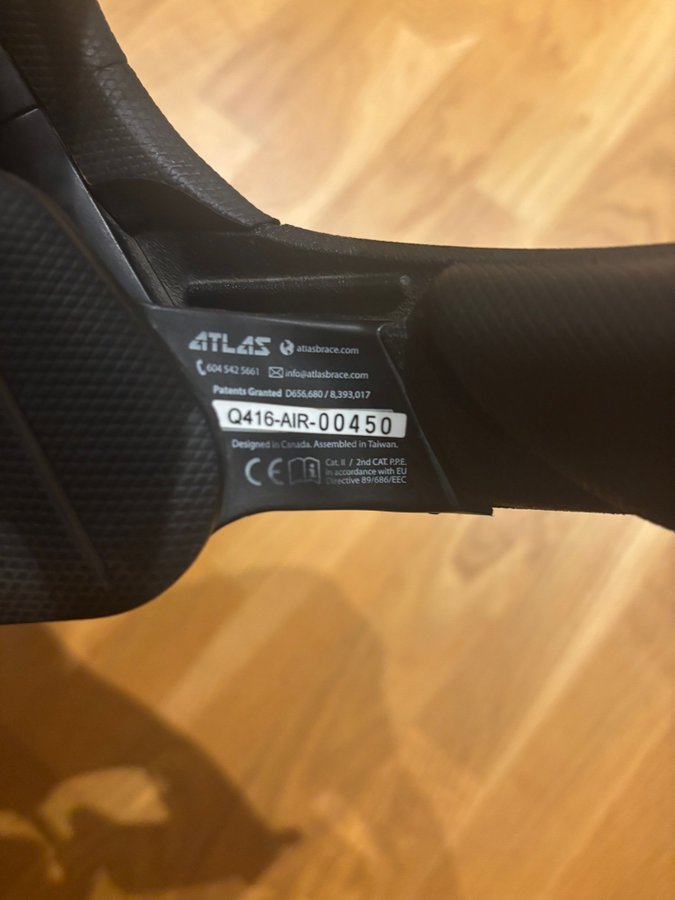 ATLAS atlasbrace.com
604 542 5661 info@atlasbrace.com
Patents Granted D656,680 / 8,393,017
Q416-AIR-00450
Designed in Canada. Assembled in Taiwan.
CE i Cat. II / 2nd CAT. P.P.E.
in accordance with EU
Directive 89/686/EEC